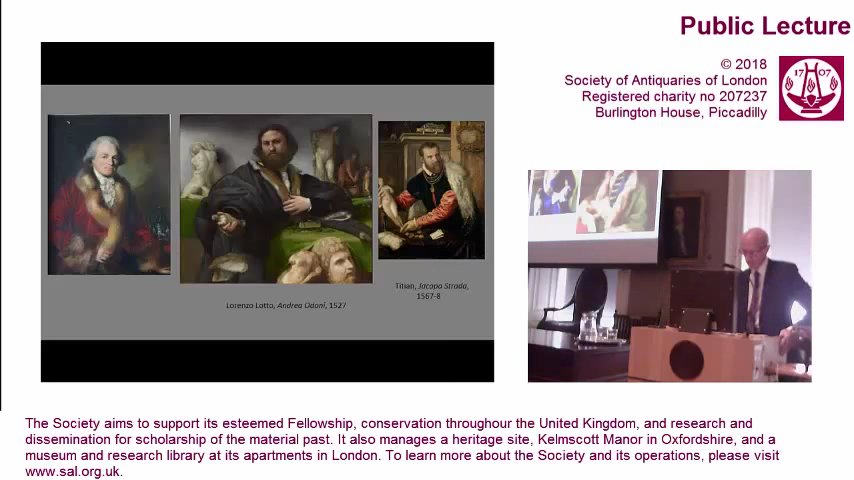 Public Lecture
© 2018
Society of Antiquaries of London
Registered charity no 207237
Burlington House, Piccadilly
17 07
Lorenzo Lotto, Andrea Odoni, 1527
Titian, Jacopo Strada,
1567-8
The Society aims to support its esteemed Fellowship, conservation throughour the United Kingdom, and research and
dissemination for scholarship of the material past. It also manages a heritage site, Kelmscott Manor in Oxfordshire, and a
museum and research library at its apartments in London. To learn more about the Society and its operations, please visit
www.sal.org.uk.